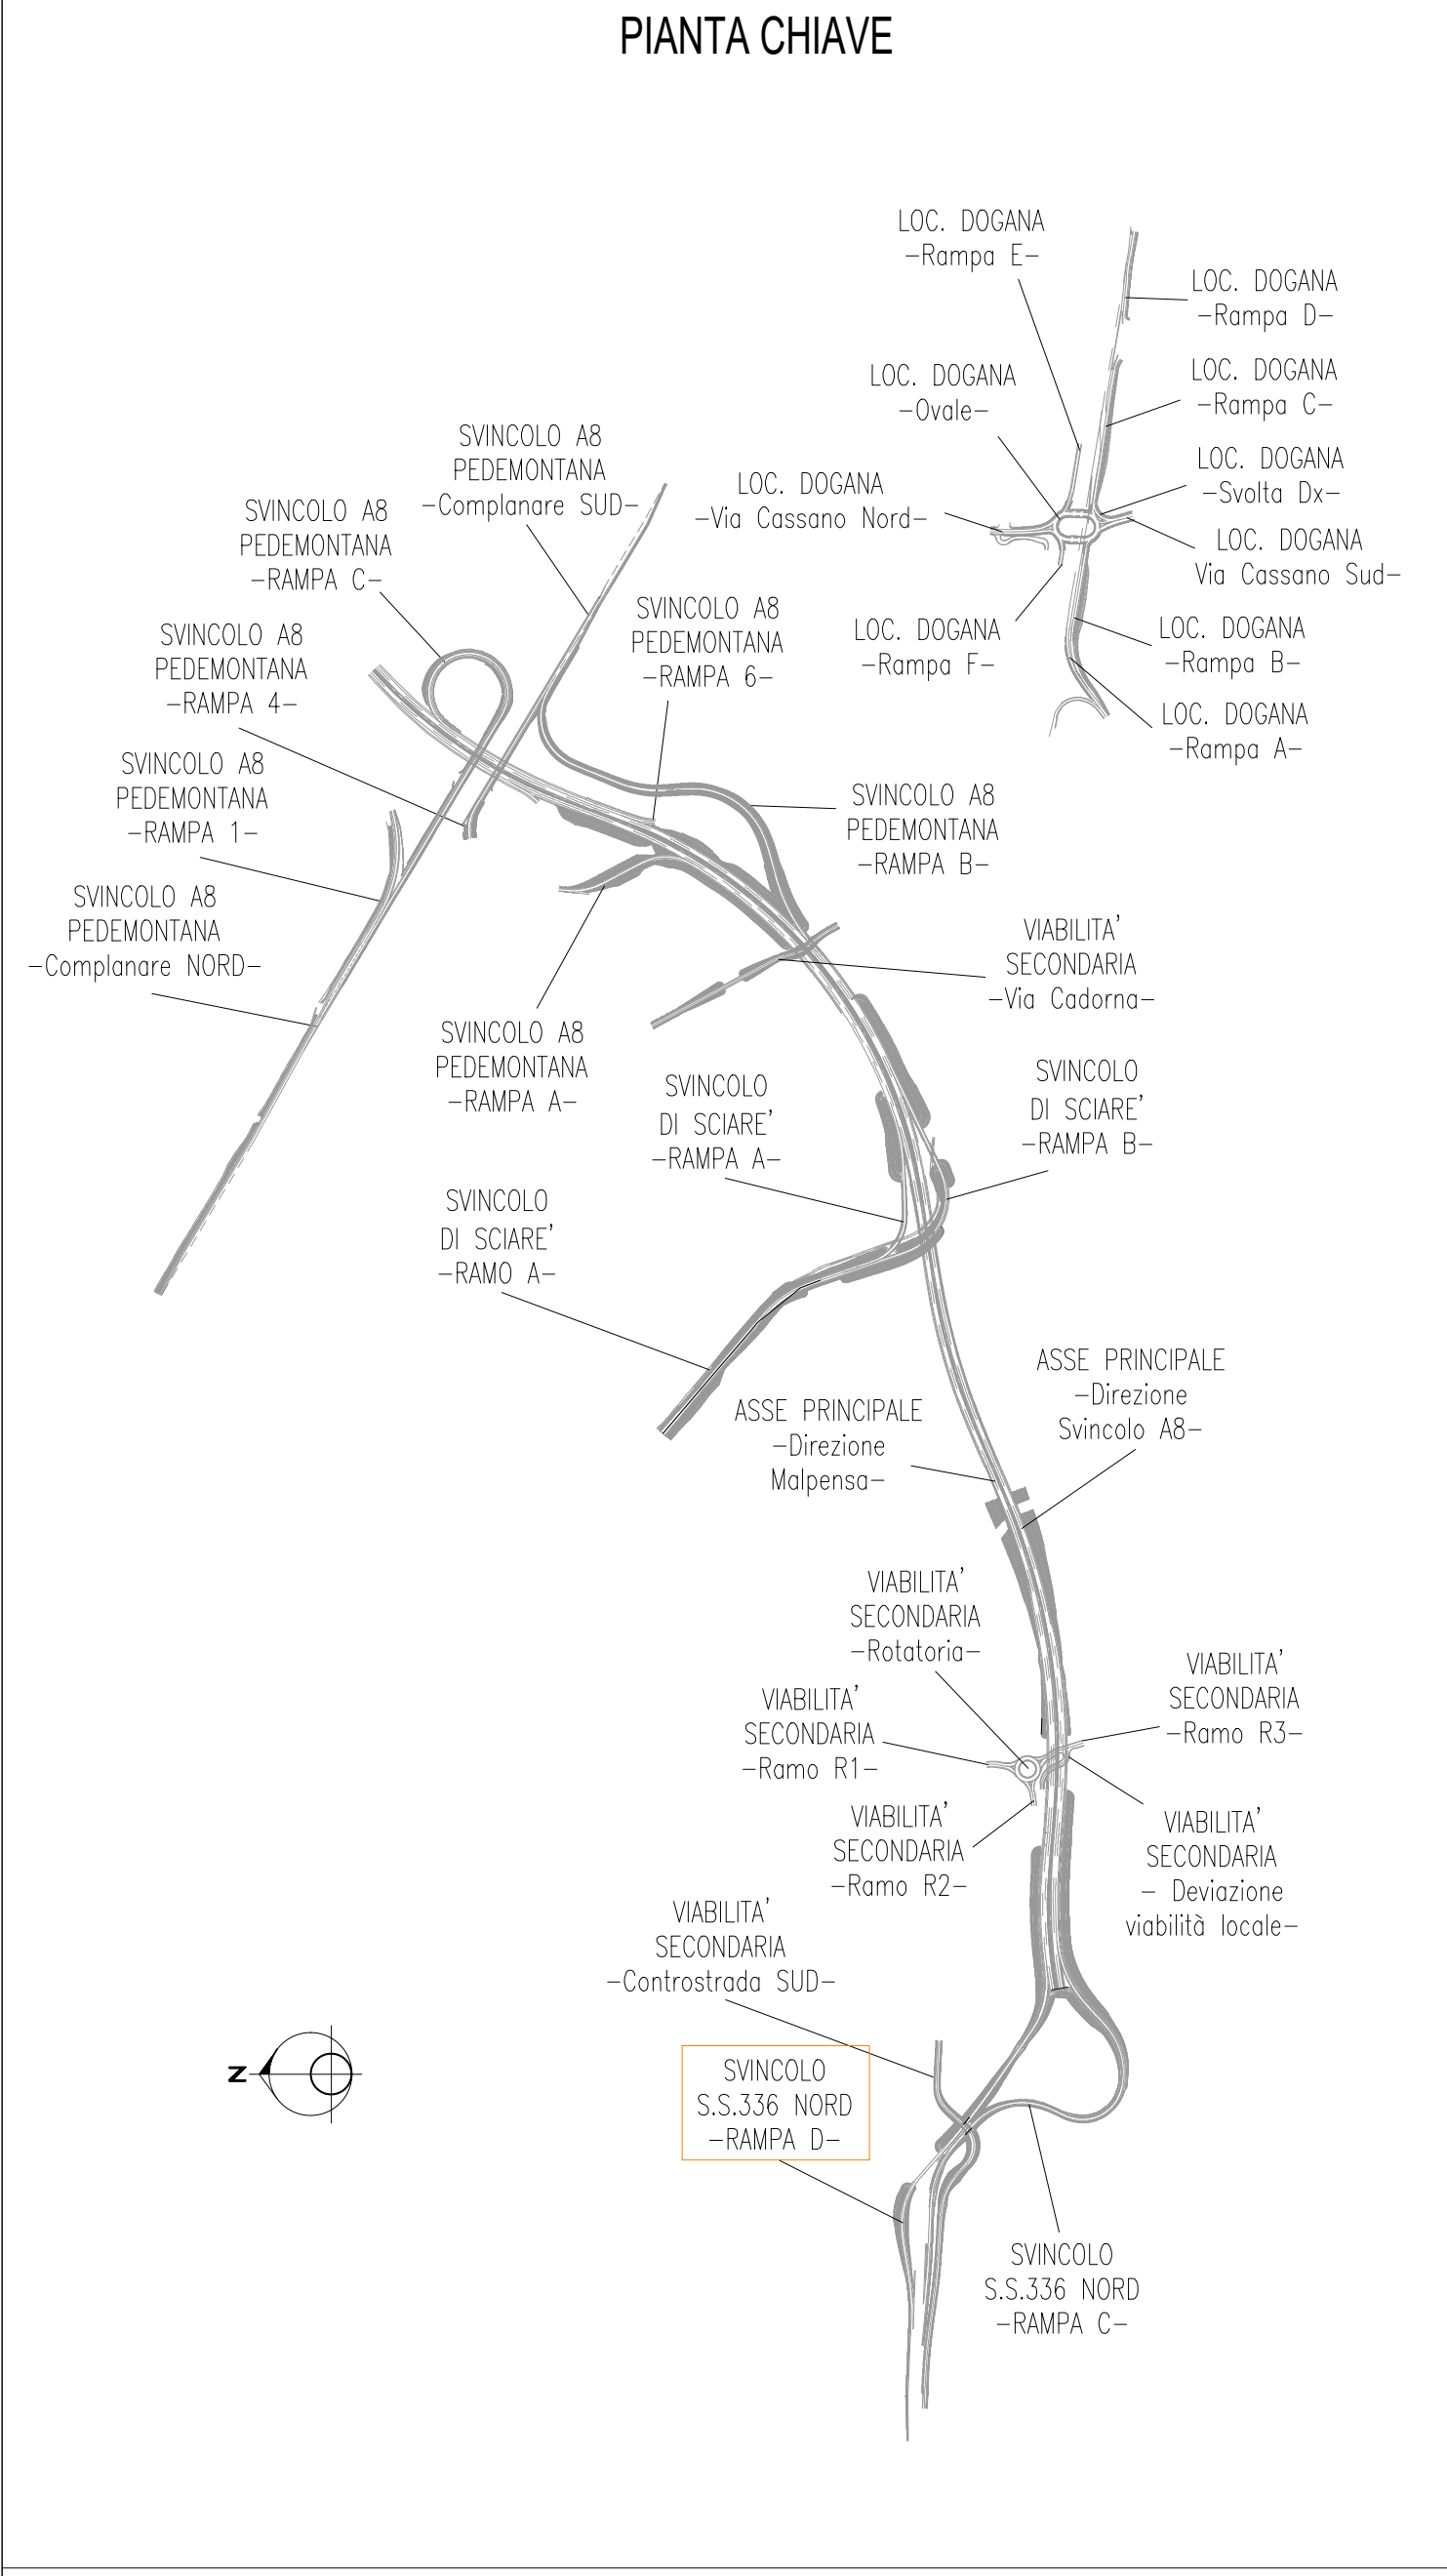 PIANTA CHIAVE
LOC. DOGANA
-Rampa E-
LOC. DOGANA
-Rampa D-
LOC. DOGANA
-Ovale-
LOC. DOGANA
-Rampa C-
SVINCOLO A8
PEDEMONTANA
-Complanare SUD-
LOC. DOGANA
-Svolta Dx-
LOC. DOGANA
-Via Cassano Nord-
SVINCOLO A8
PEDEMONTANA
-RAMPA C-
LOC. DOGANA
Via Cassano Sud-
SVINCOLO A8
PEDEMONTANA
-RAMPA 6-
LOC. DOGANA
-Rampa F-
LOC. DOGANA
-Rampa B-
SVINCOLO A8
PEDEMONTANA
-RAMPA 4-
LOC. DOGANA
-Rampa A-
SVINCOLO A8
PEDEMONTANA
-RAMPA 1-
SVINCOLO A8
PEDEMONTANA
-RAMPA B-
SVINCOLO A8
PEDEMONTANA
-Complanare NORD-
VIABILITA'
SECONDARIA
-Via Cadorna-
SVINCOLO A8
PEDEMONTANA
-RAMPA A-
SVINCOLO
DI SCIARE'
-RAMPA A-
SVINCOLO
DI SCIARE'
-RAMPA B-
SVINCOLO
DI SCIARE'
-RAMO A-
ASSE PRINCIPALE
-Direzione
Svincolo A8-
ASSE PRINCIPALE
-Direzione
Malpensa-
VIABILITA'
SECONDARIA
-Rotatoria-
VIABILITA'
SECONDARIA
-Ramo R3-
VIABILITA'
SECONDARIA
-Ramo R1-
VIABILITA'
SECONDARIA
-Ramo R2-
VIABILITA'
SECONDARIA
- Deviazione
viabilità locale-
VIABILITA'
SECONDARIA
-Controstrada SUD-
N
SVINCOLO
S.S.336 NORD
-RAMPA D-
SVINCOLO
S.S.336 NORD
-RAMPA C-